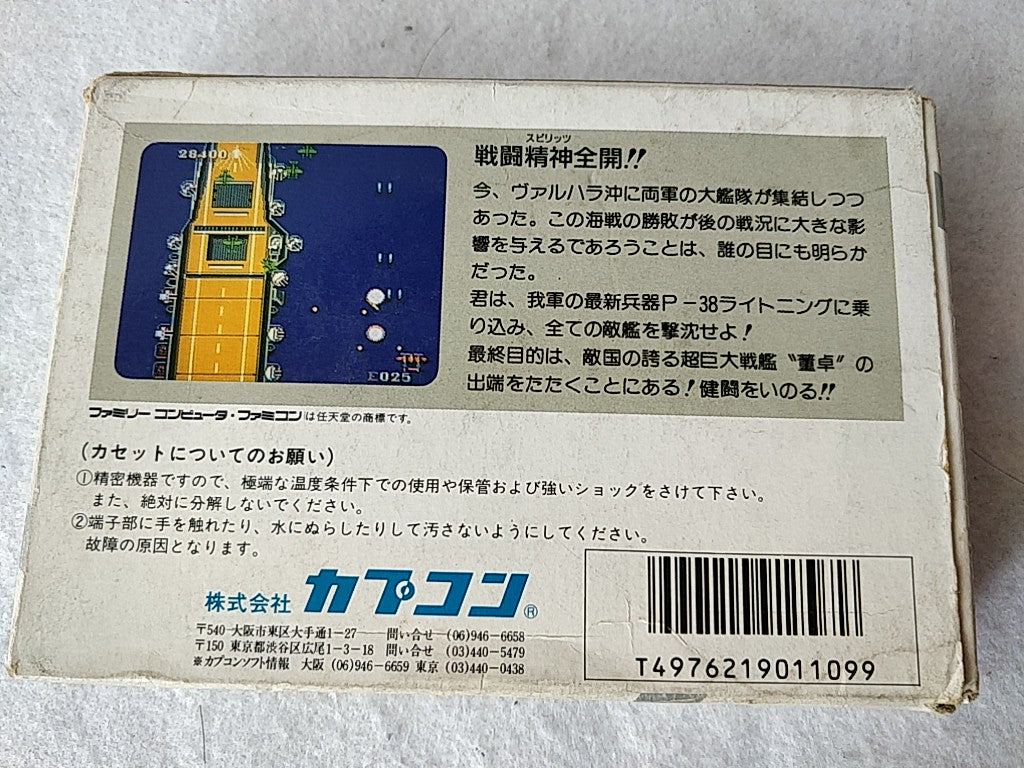 28400
E025
スピリッツ
戦闘精神全開!!
今、ヴァルハラ沖に両軍の大艦隊が集結しつつ
あった。この海戦の勝敗が後の戦況に大きな影
響を与えるであろうことは、誰の目にも明らか
だった。
君は、我軍の最新兵器P-38ライトニングに乗
り込み、全ての敵艦を撃沈せよ!
最終目的は、敵国の誇る超巨大戦艦〝董卓〟の
出端をたたくことにある!健闘をいのる!!
ファミリーコンピュータ・ファミコンは任天堂の商標です。
(カセットについてのお願い)
①精密機器ですので、極端な温度条件下での使用や保管および強いショックをさけて下さい。
また、絶対に分解しないでください。
②端子部に手を触れたり、水にぬらしたりして汚さないようにしてください。
故障の原因となります。
株式会社 カプコン®
〒540 大阪市東区大手通1-27 問い合せ (06)946-6658
〒150 東京都渋谷区広尾1-3-18 問い合せ (03)440-5479
※カプコンソフト情報 大阪 (06)946-6659 東京 (03)440-0438
T4976219011099